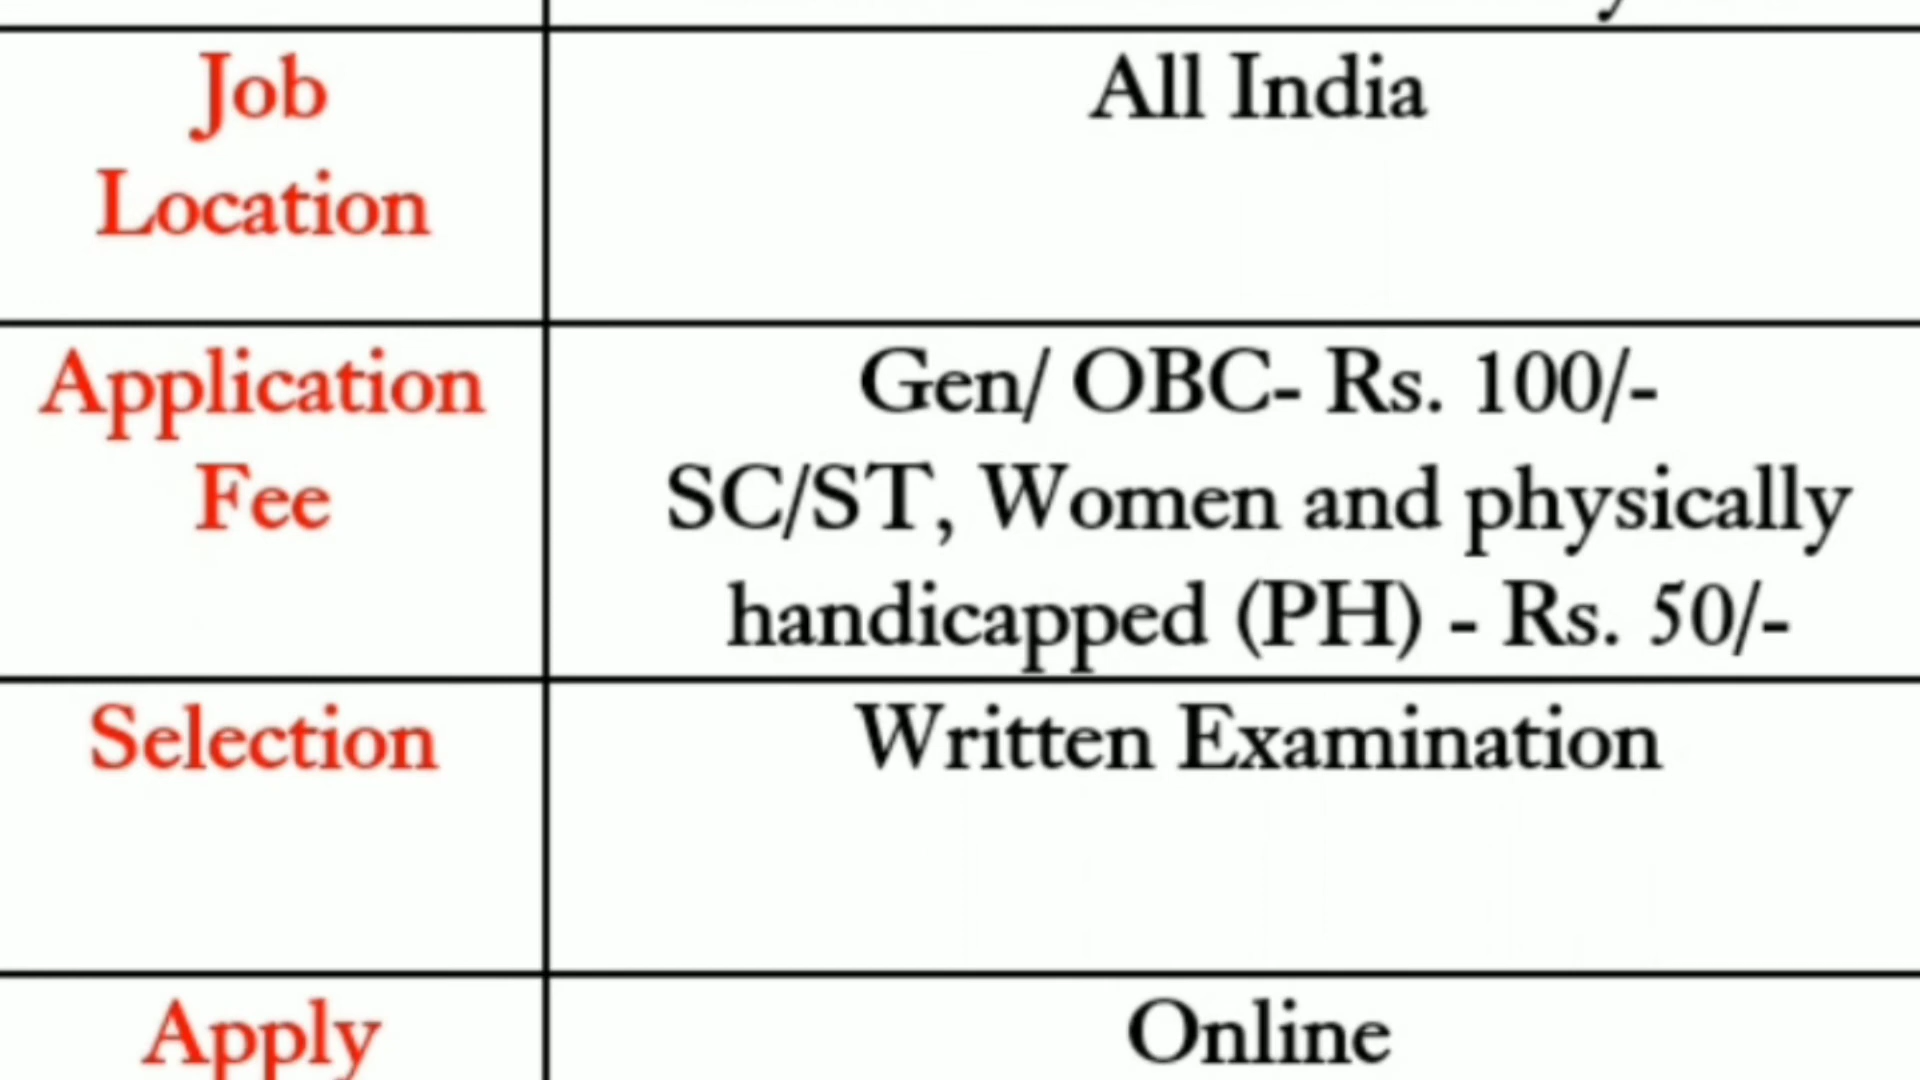 Job
Location
All India
Application
Fee
Gen/ OBC- Rs. 100/-
SC/ST, Women and physically
handicapped (PH) - Rs. 50/-
Selection
Written Examination
Apply
Online